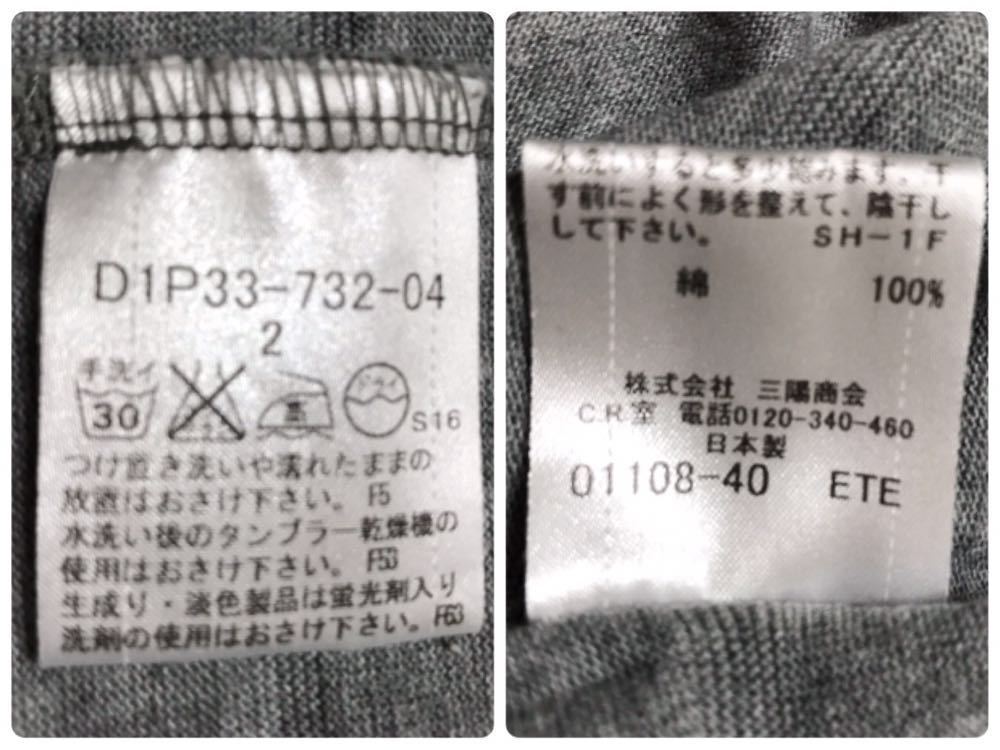 D1P33-732-04
2
手洗イ
30
ドライ
S16
つけ置き洗いや濡れたままの
放置はおさけ下さい。F5
水洗い後のタンブラー乾燥機の
使用はおさけ下さい。F53
生成り・淡色製品は蛍光剤入り
洗剤の使用はおさけ下さい。F63
水洗いすると多少縮みます。干
す前によく形を整えて、陰干し
して下さい。 SH-1F
綿 100%
株式会社 三陽商会
C.R室 電話0120-340-460
日本製
01108-40 ETE